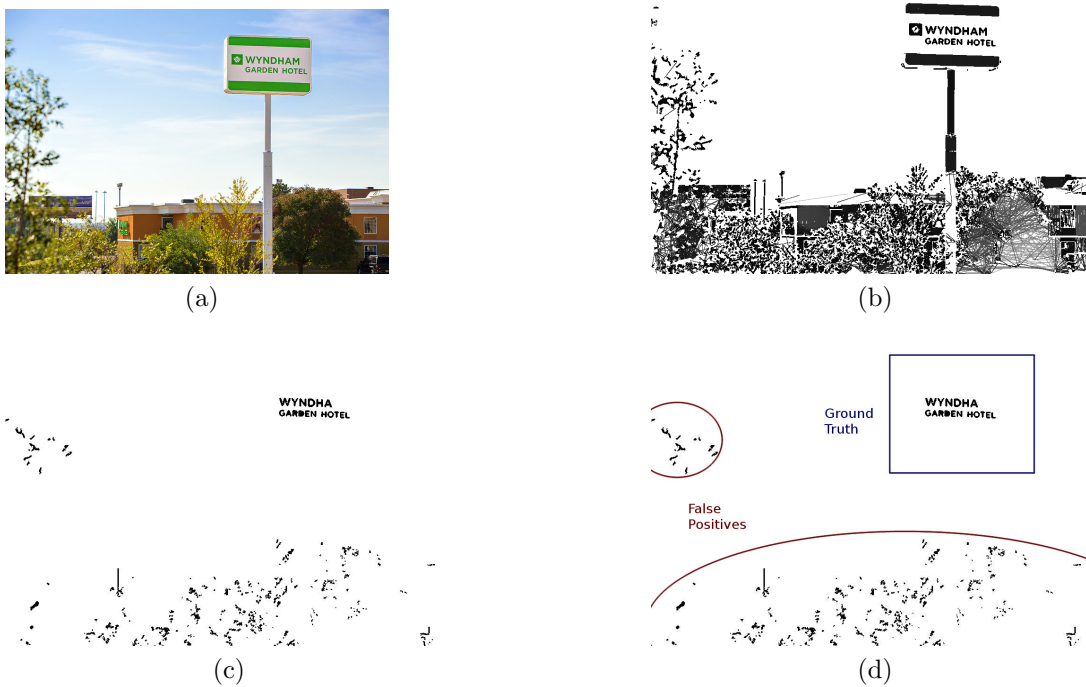 WYNDHAM
GARDEN HOTEL
(a)
WYNDHAM
GARDEN HOTEL
(b)
WYNDHA
GARDEN HOTEL
(c)
WYNDHA
GARDEN HOTEL
Ground
Truth
False
Positives
(d)